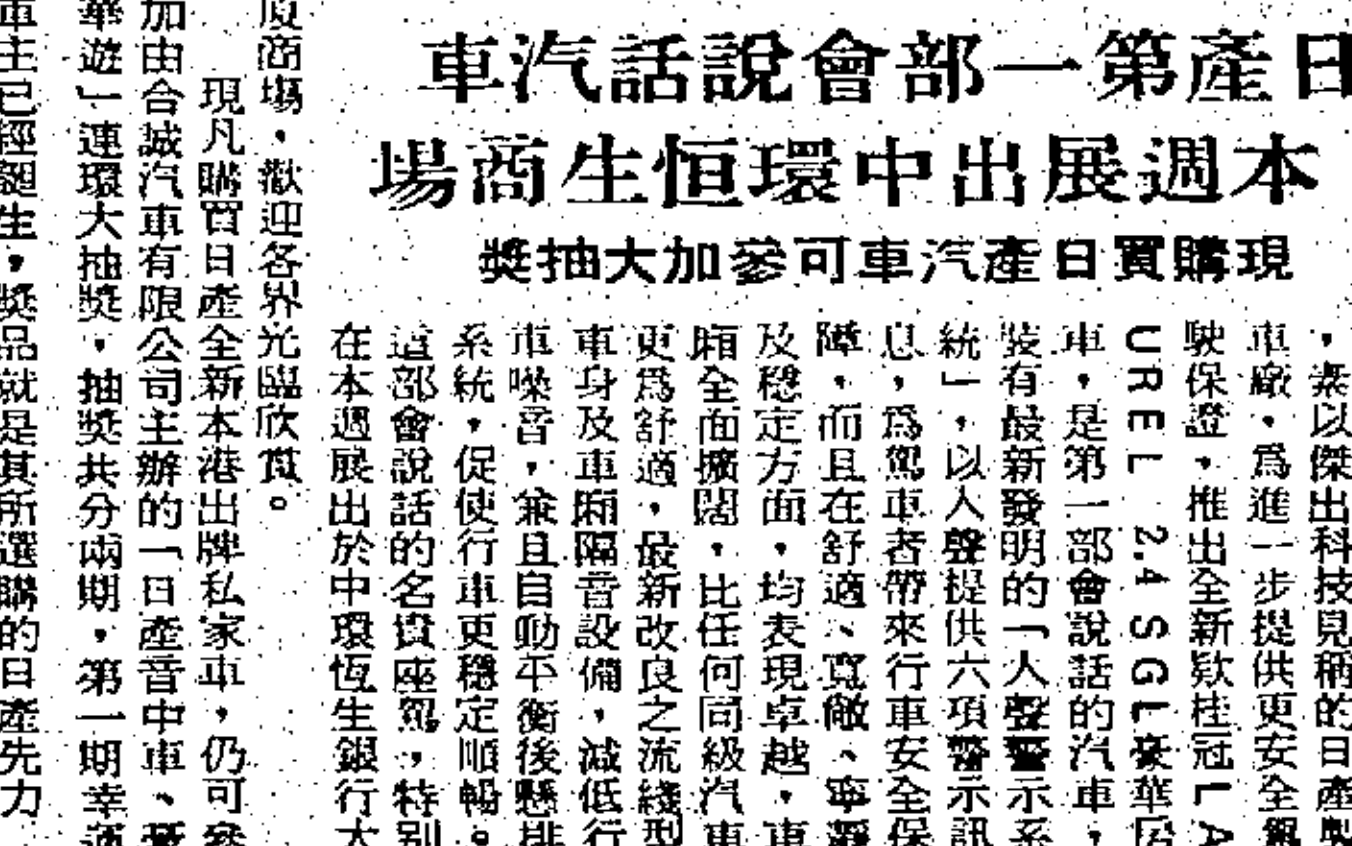 日產第一部會說話汽車
本週展出中環恒生商場
現購買日產汽車可參加大抽獎
，素以傑出科技見稱的日產製
車廠，爲進一步提供更安全駕
駛保證，推出全新欵桂冠LA
UREL 2.4SGL豪華房
車，是第一部會說話的汽車，
裝有最新發明的「人聲警示系
統」，以人聲提供六項警示訊
息，爲駕車者帶來行車安全保
障，而且在舒適、寬敞、寧靜
及穩定方面，均表現卓越，車
廂全面擴闊，比任何同級汽車
更爲舒適，最新改良之流綫型
車身及車廂隔音設備，減低行
車噪音，兼且自動平衡後懸排
系統，促使行車更穩定順暢。
這部會說話的名貴座駕，特別
在本週展出於中環恆生銀行大
廈商場，歡迎各界光臨欣賞。
現凡購買日產全新本港出牌私家車，仍可參
加由合誠汽車有限公司主辦的「日產音中車、豪
華遊」連環大抽獎，抽獎共分兩期，第一期幸運
車主已經誕生，獎品就是其所選購的日產先力